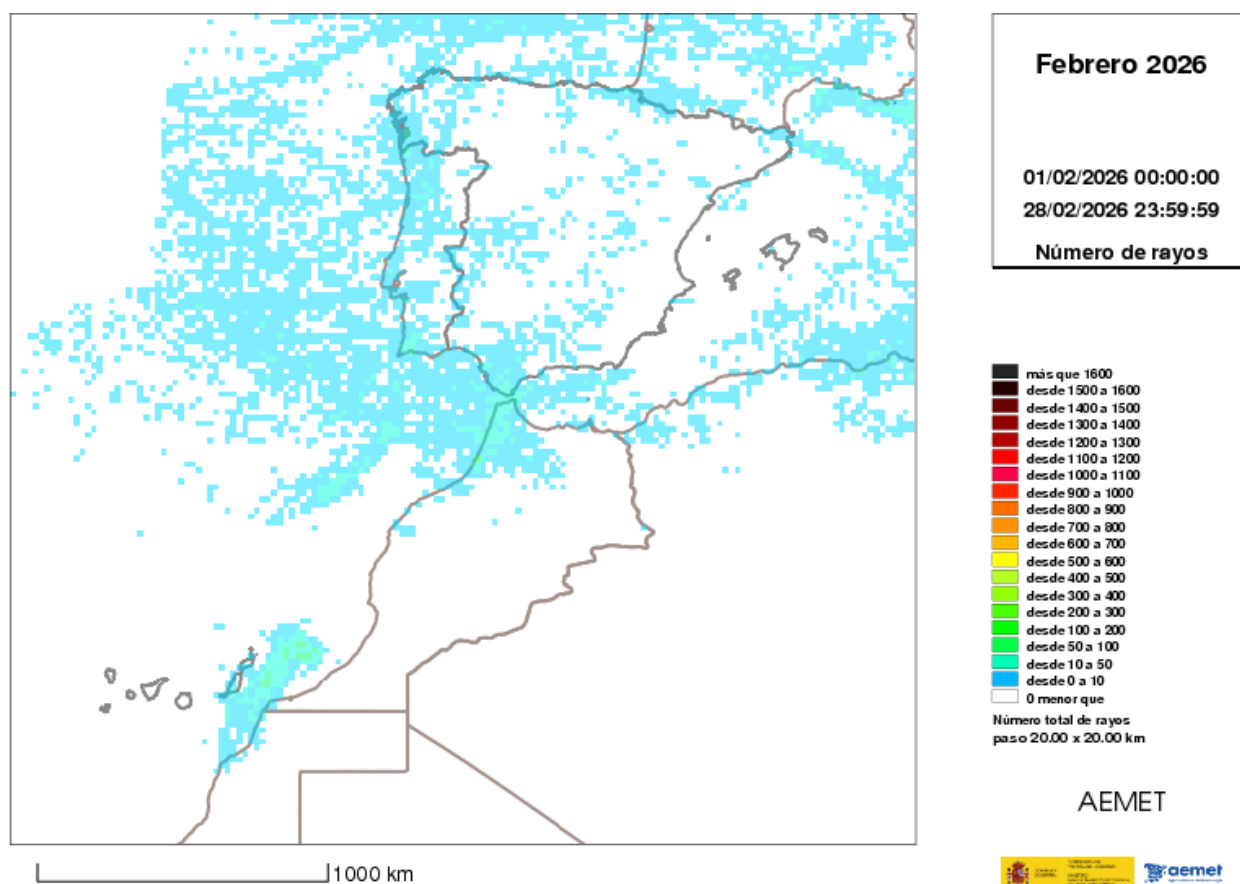 Febrero 2026
01/02/2026 00:00:00
28/02/2026 23:59:59
Número de rayos
más que 1600
desde 1500 a 1600
desde 1400 a 1500
desde 1300 a 1400
desde 1200 a 1300
desde 1100 a 1200
desde 1000 a 1100
desde 900 a 1000
desde 800 a 900
desde 700 a 800
desde 600 a 700
desde 500 a 600
desde 400 a 500
desde 300 a 400
desde 200 a 300
desde 100 a 200
desde 50 a 100
desde 10 a 50
desde 0 a 10
0 menor que
Número total de rayos
paso 20.00 x 20.00 km
AEMET
1000 km
aemet